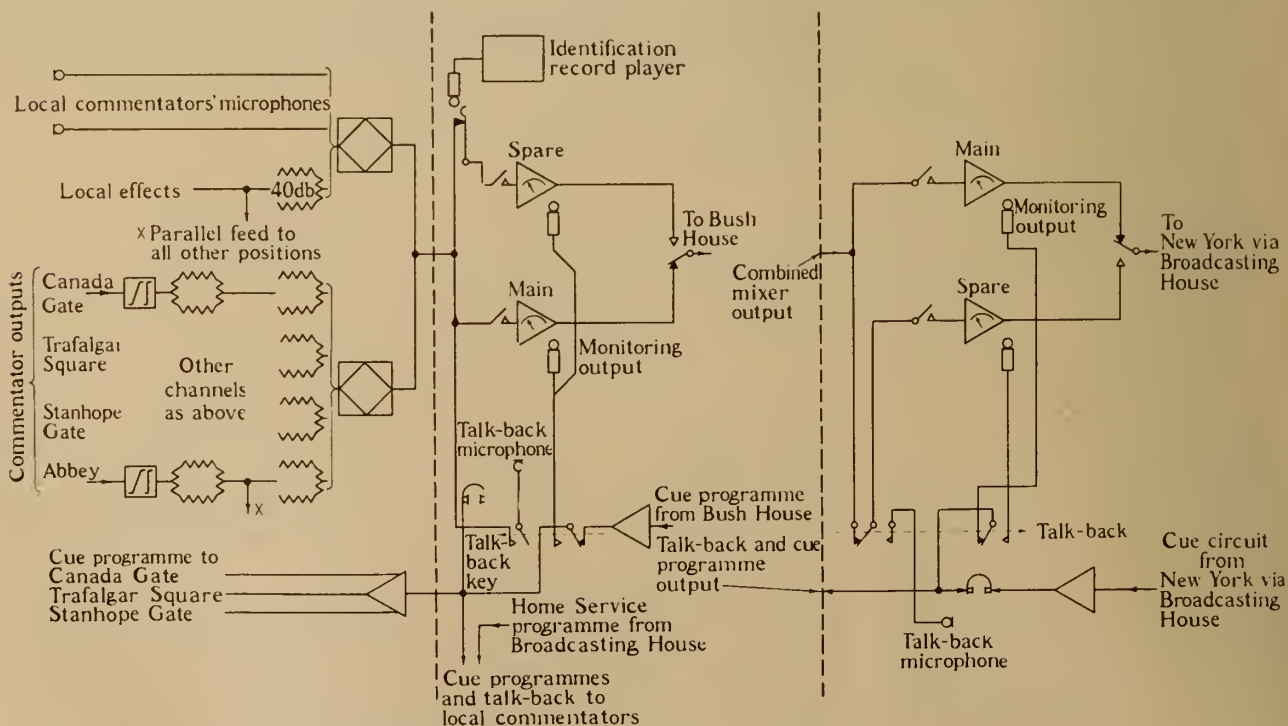 Identification
record player
Local commentators' microphones
Local effects
40db
x Parallel feed to
all other positions
Commentator outputs
Canada
Gate
Trafalgar
Square
Stanhope
Gate
Abbey
Other
channels
as above
x
Cue programme to
Canada Gate
Trafalgar Square
Stanhope Gate
Spare
Main
Monitoring
output
To Bush
House
Talk-back
microphone
Talk-
back
key
Cue programme
from Bush House
Talk-back and cue
programme
output
Home Service
programme from
Broadcasting House
Cue programmes
and talk-back to
local commentators
Combined
mixer
output
Main
Monitoring
output
Spare
To
New York via
Broadcasting
House
Talk-back
Cue circuit
from
New York via
Broadcasting
House
Talk-back
microphone